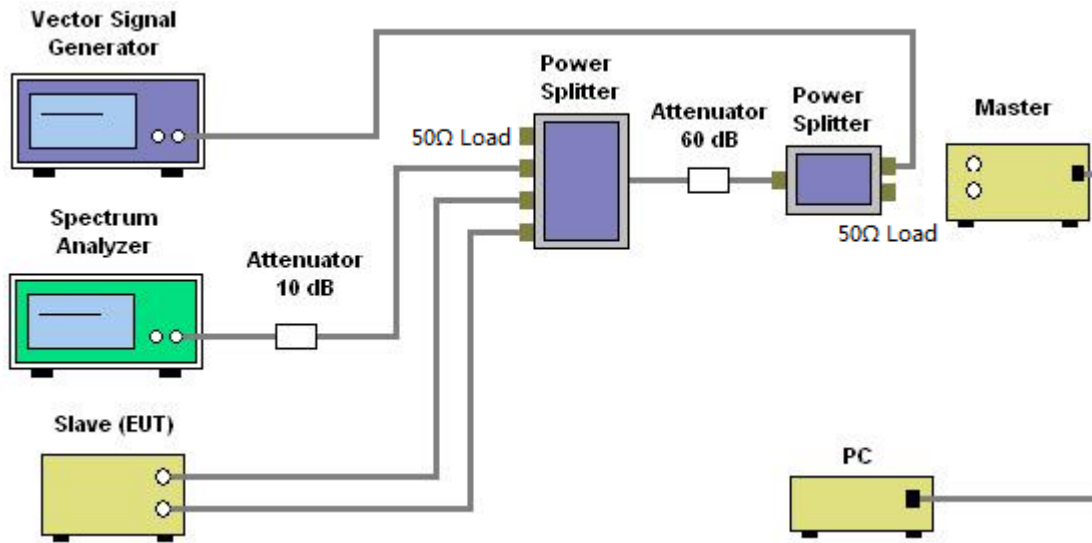 Vector Signal
Generator
Power
Splitter
Attenuator
60 dB
Power
Splitter
Master
50Ω Load
50Ω Load
Spectrum
Analyzer
Attenuator
10 dB
Slave (EUT)
PC